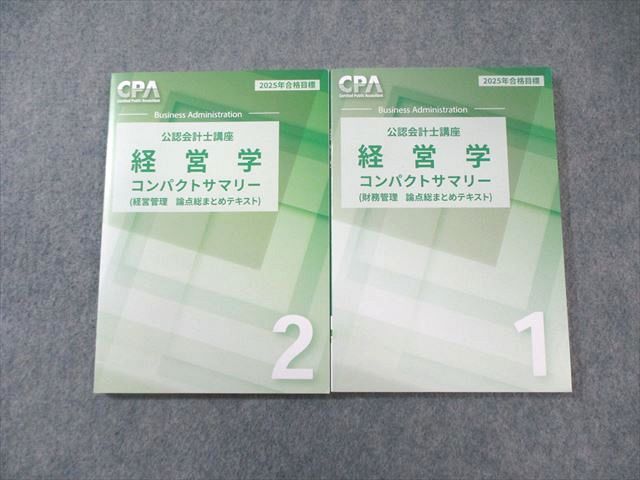 CPA
Certified Public Accountant
2025年合格目標
Business Administration
公認会計士講座
経営学
コンパクトサマリー
(経営管理 論点総まとめテキスト)
2
CPA
Certified Public Accountant
2025年合格目標
Business Administration
公認会計士講座
経営学
コンパクトサマリー
(財務管理 論点総まとめテキスト)
1